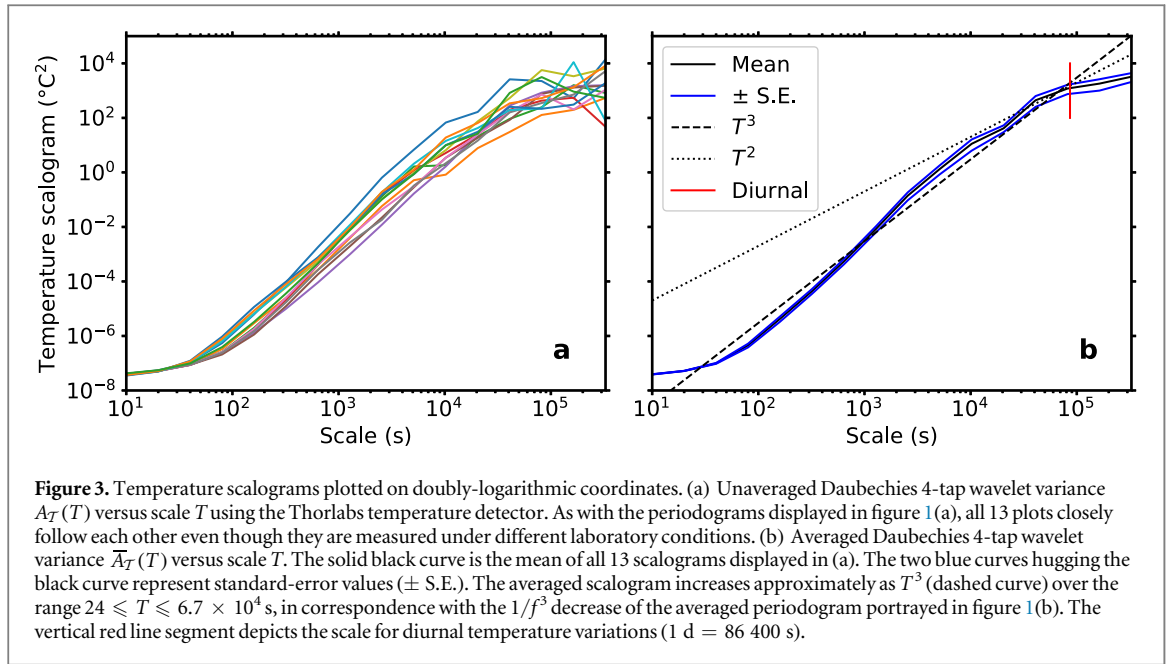 10⁴
10²
10⁰
10⁻²
10⁻⁴
10⁻⁶
10⁻⁸
Temperature scalogram (°C²)
10¹ 10² 10³ 10⁴ 10⁵
Scale (s)
a
Mean
± S.E.
T³
T²
Diurnal
10¹ 10² 10³ 10⁴ 10⁵
Scale (s)
b
Figure 3. Temperature scalograms plotted on doubly-logarithmic coordinates. (a) Unaveraged Daubechies 4-tap wavelet variance
A_𝒯(T) versus scale T using the Thorlabs temperature detector. As with the periodograms displayed in figure 1(a), all 13 plots closely
follow each other even though they are measured under different laboratory conditions. (b) Averaged Daubechies 4-tap wavelet
variance A̅_𝒯(T) versus scale T. The solid black curve is the mean of all 13 scalograms displayed in (a). The two blue curves hugging the
black curve represent standard-error values (± S.E.). The averaged scalogram increases approximately as T³ (dashed curve) over the
range 24 ⩽ T ⩽ 6.7 × 10⁴ s, in correspondence with the 1/f³ decrease of the averaged periodogram portrayed in figure 1(b). The
vertical red line segment depicts the scale for diurnal temperature variations (1 d = 86 400 s).